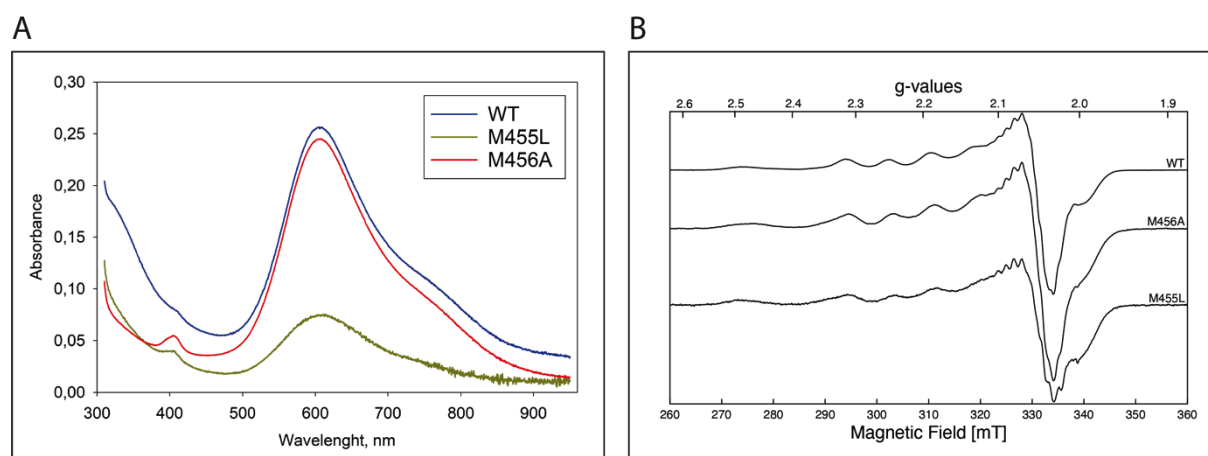 A
B
0,30
0,25
0,20
0,15
0,10
0,05
0,00
Absorbance
WT
M455L
M456A
300 400 500 600 700 800 900
Wavelenght, nm
g-values
2.6 2.5 2.4 2.3 2.2 2.1 2.0 1.9
WT
M456A
M455L
260 270 280 290 300 310 320 330 340 350 360
Magnetic Field [mT]